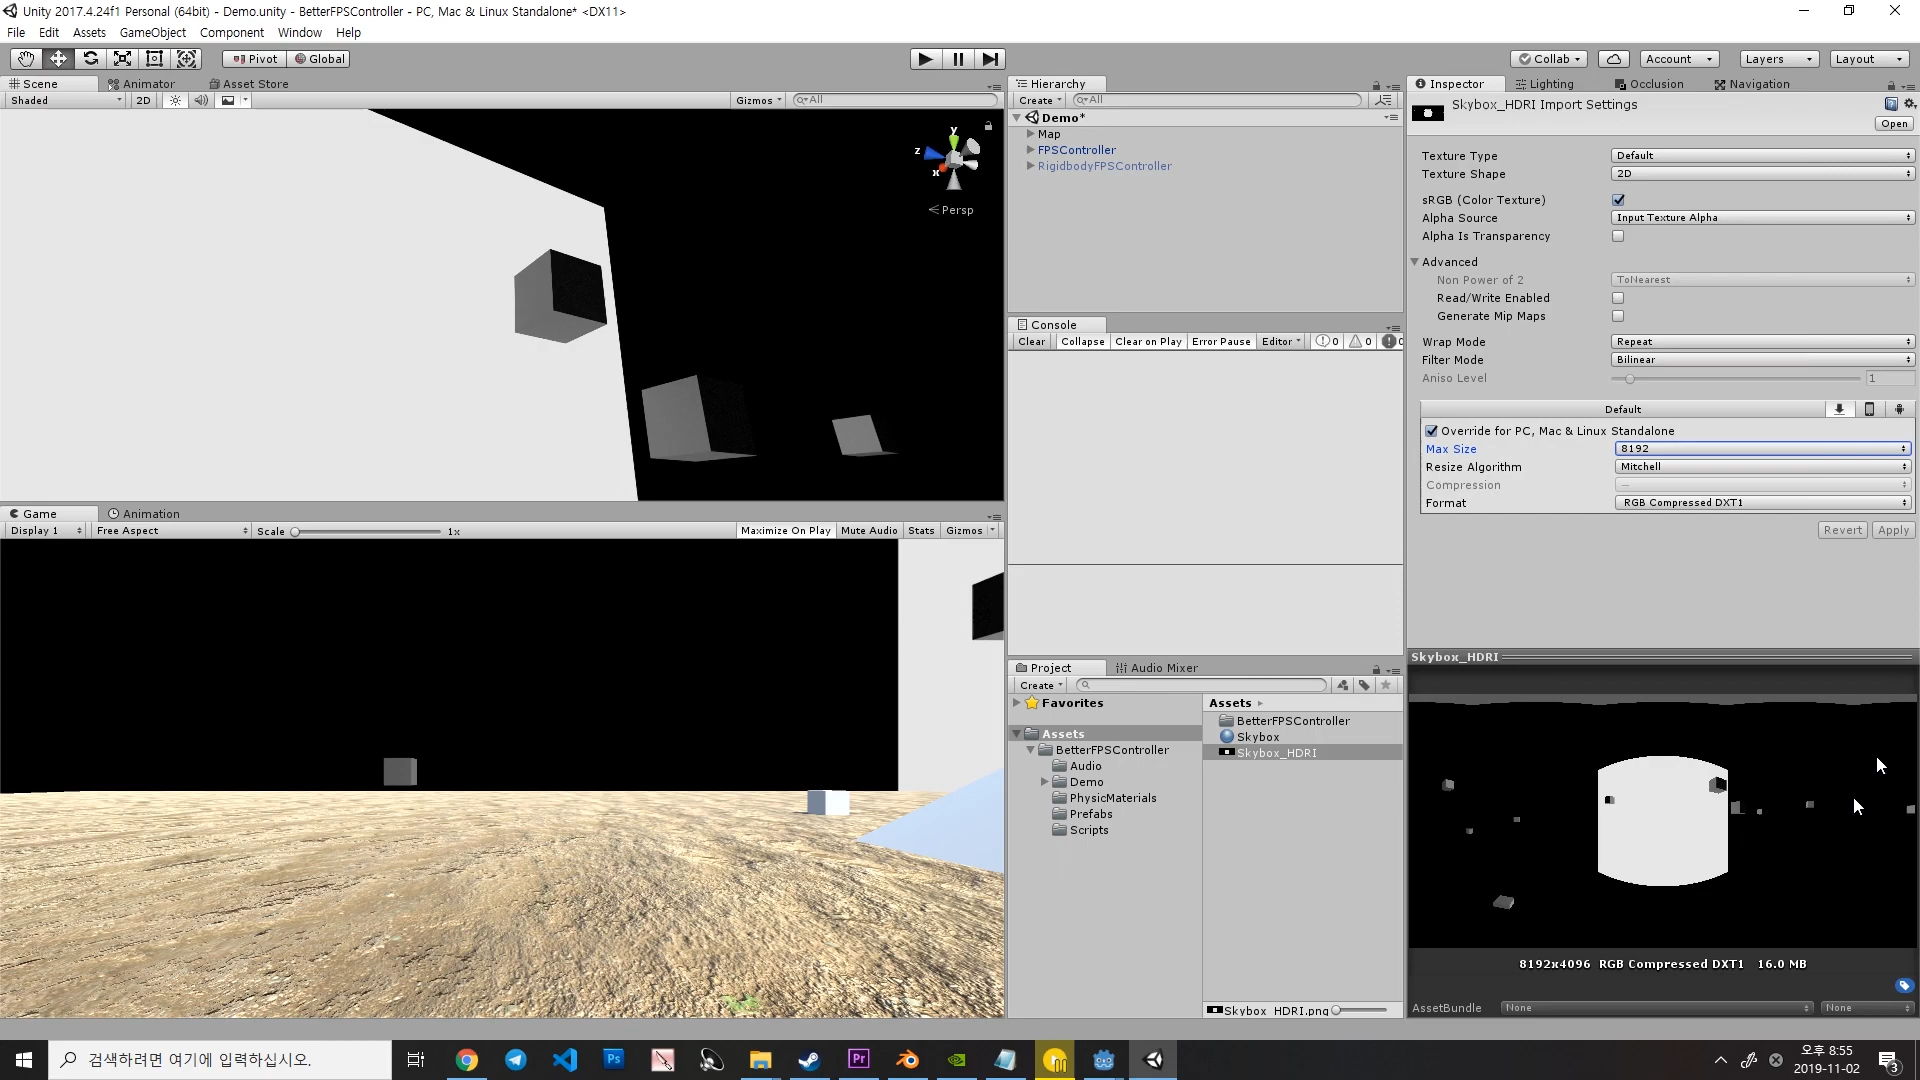 Unity 2017.4.24f1 Personal (64bit) - Demo.unity - BetterFPSController - PC, Mac & Linux Standalone* <DX11>
File Edit Assets GameObject Component Window Help
Pivot Global Collab Account Layers Layout
Scene Animator Asset Store
Shaded 2D Gizmos All
y
z
x
Persp
Hierarchy
Create All
Demo*
Map
FPSController
RigidbodyFPSController
Console
Clear Collapse Clear on Play Error Pause Editor 0 0 0
Game Animation
Display 1 Free Aspect Scale 1x Maximize On Play Mute Audio Stats Gizmos
Project Audio Mixer
Create
Favorites
Assets
BetterFPSController
Audio
Demo
PhysicMaterials
Prefabs
Scripts
Assets
BetterFPSController
Skybox
Skybox_HDRI
Skybox_HDRI.png
Inspector Lighting Occlusion Navigation
Skybox_HDRI Import Settings
Open
Texture Type Default
Texture Shape 2D
sRGB (Color Texture)
Alpha Source Input Texture Alpha
Alpha Is Transparency
Advanced
Non Power of 2 ToNearest
Read/Write Enabled
Generate Mip Maps
Wrap Mode Repeat
Filter Mode Bilinear
Aniso Level 1
Default
Override for PC, Mac & Linux Standalone
Max Size 8192
Resize Algorithm Mitchell
Compression —
Format RGB Compressed DXT1
Revert Apply
Skybox_HDRI
8192x4096 RGB Compressed DXT1 16.0 MB
AssetBundle None None
검색하려면 여기에 입력하십시오.
Ps
Pr
오후 8:55
2019-11-02
3